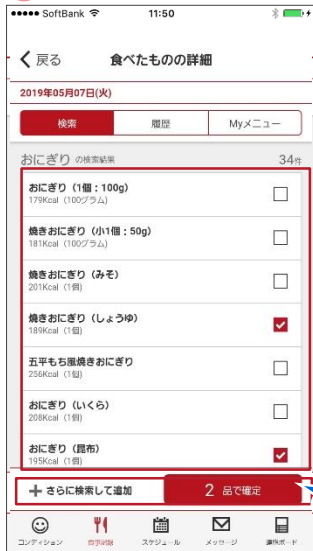 SoftBank 11:50
戻る 食べたものの詳細
2019年05月07日(火)
検索 履歴 Myメニュー
おにぎり の検索結果 34件
おにぎり（1個：100g）
179Kcal（100グラム）
焼きおにぎり（小1個：50g）
181Kcal（100グラム）
焼きおにぎり（みそ）
201Kcal（1個）
焼きおにぎり（しょうゆ）
189Kcal（1個）
五平もち風焼きおにぎり
256Kcal（1個）
おにぎり（いくら）
208Kcal（1個）
おにぎり（昆布）
195Kcal（1個）
＋ さらに検索して追加 2 品で確定
コンディション 食事記録 スケジュール メッセージ 連絡ボード